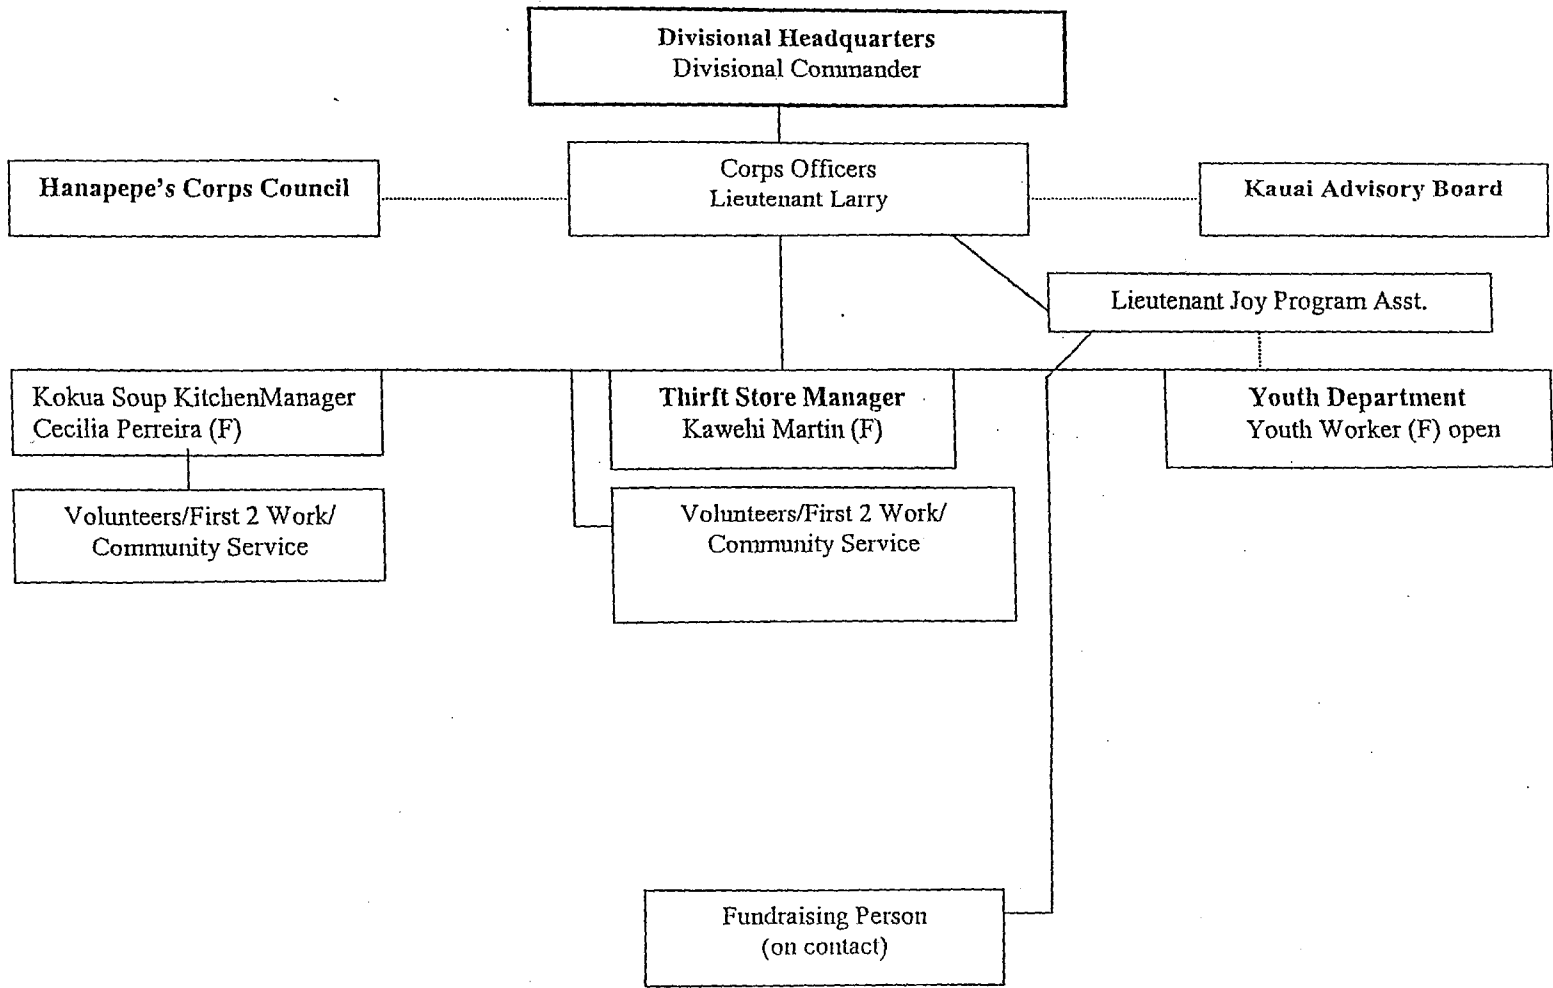 Divisional Headquarters
Divisional Commander
Corps Officers
Lieutenant Larry
Hanapepe's Corps Council
Kauai Advisory Board
Lieutenant Joy Program Asst.
Kokua Soup KitchenManager
Cecilia Perreira (F)
Thirft Store Manager
Kawehi Martin (F)
Youth Department
Youth Worker (F) open
Volunteers/First 2 Work/
Community Service
Volunteers/First 2 Work/
Community Service
Fundraising Person
(on contact)